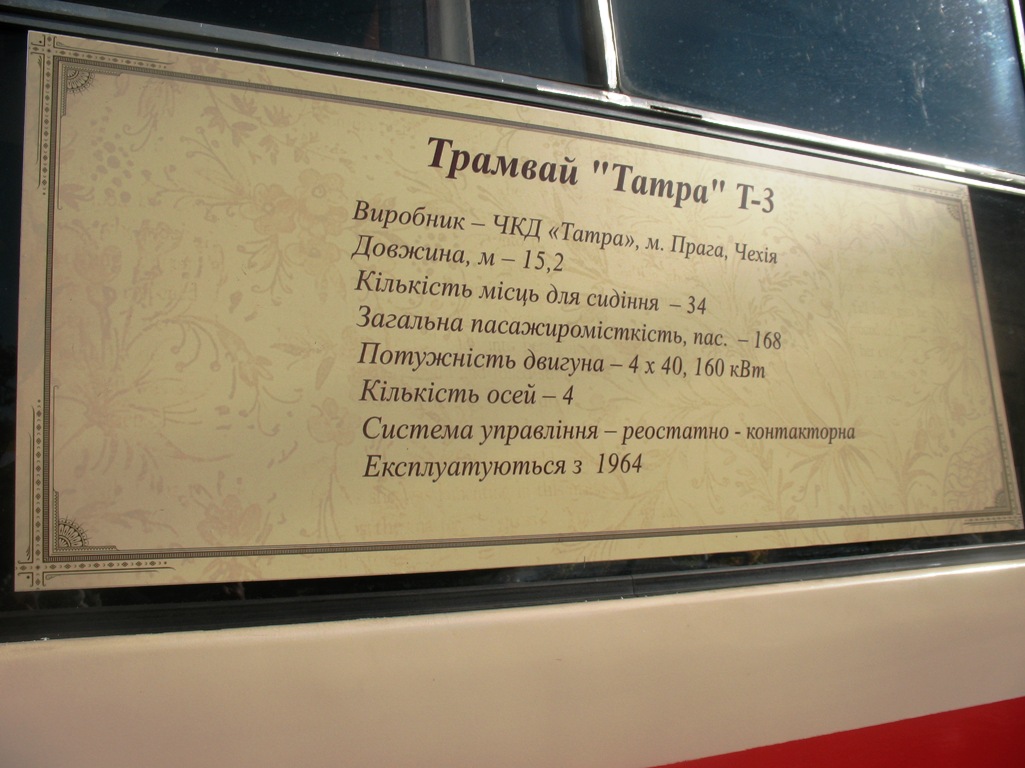 Трамвай "Татра" Т-3
Виробник – ЧКД «Татра», м. Прага, Чехія
Довжина, м – 15,2
Кількість місць для сидіння – 34
Загальна пасажиромісткість, пас. – 168
Потужність двигуна – 4 х 40, 160 кВт
Кількість осей – 4
Система управління – реостатно - контакторна
Експлуатуються з 1964